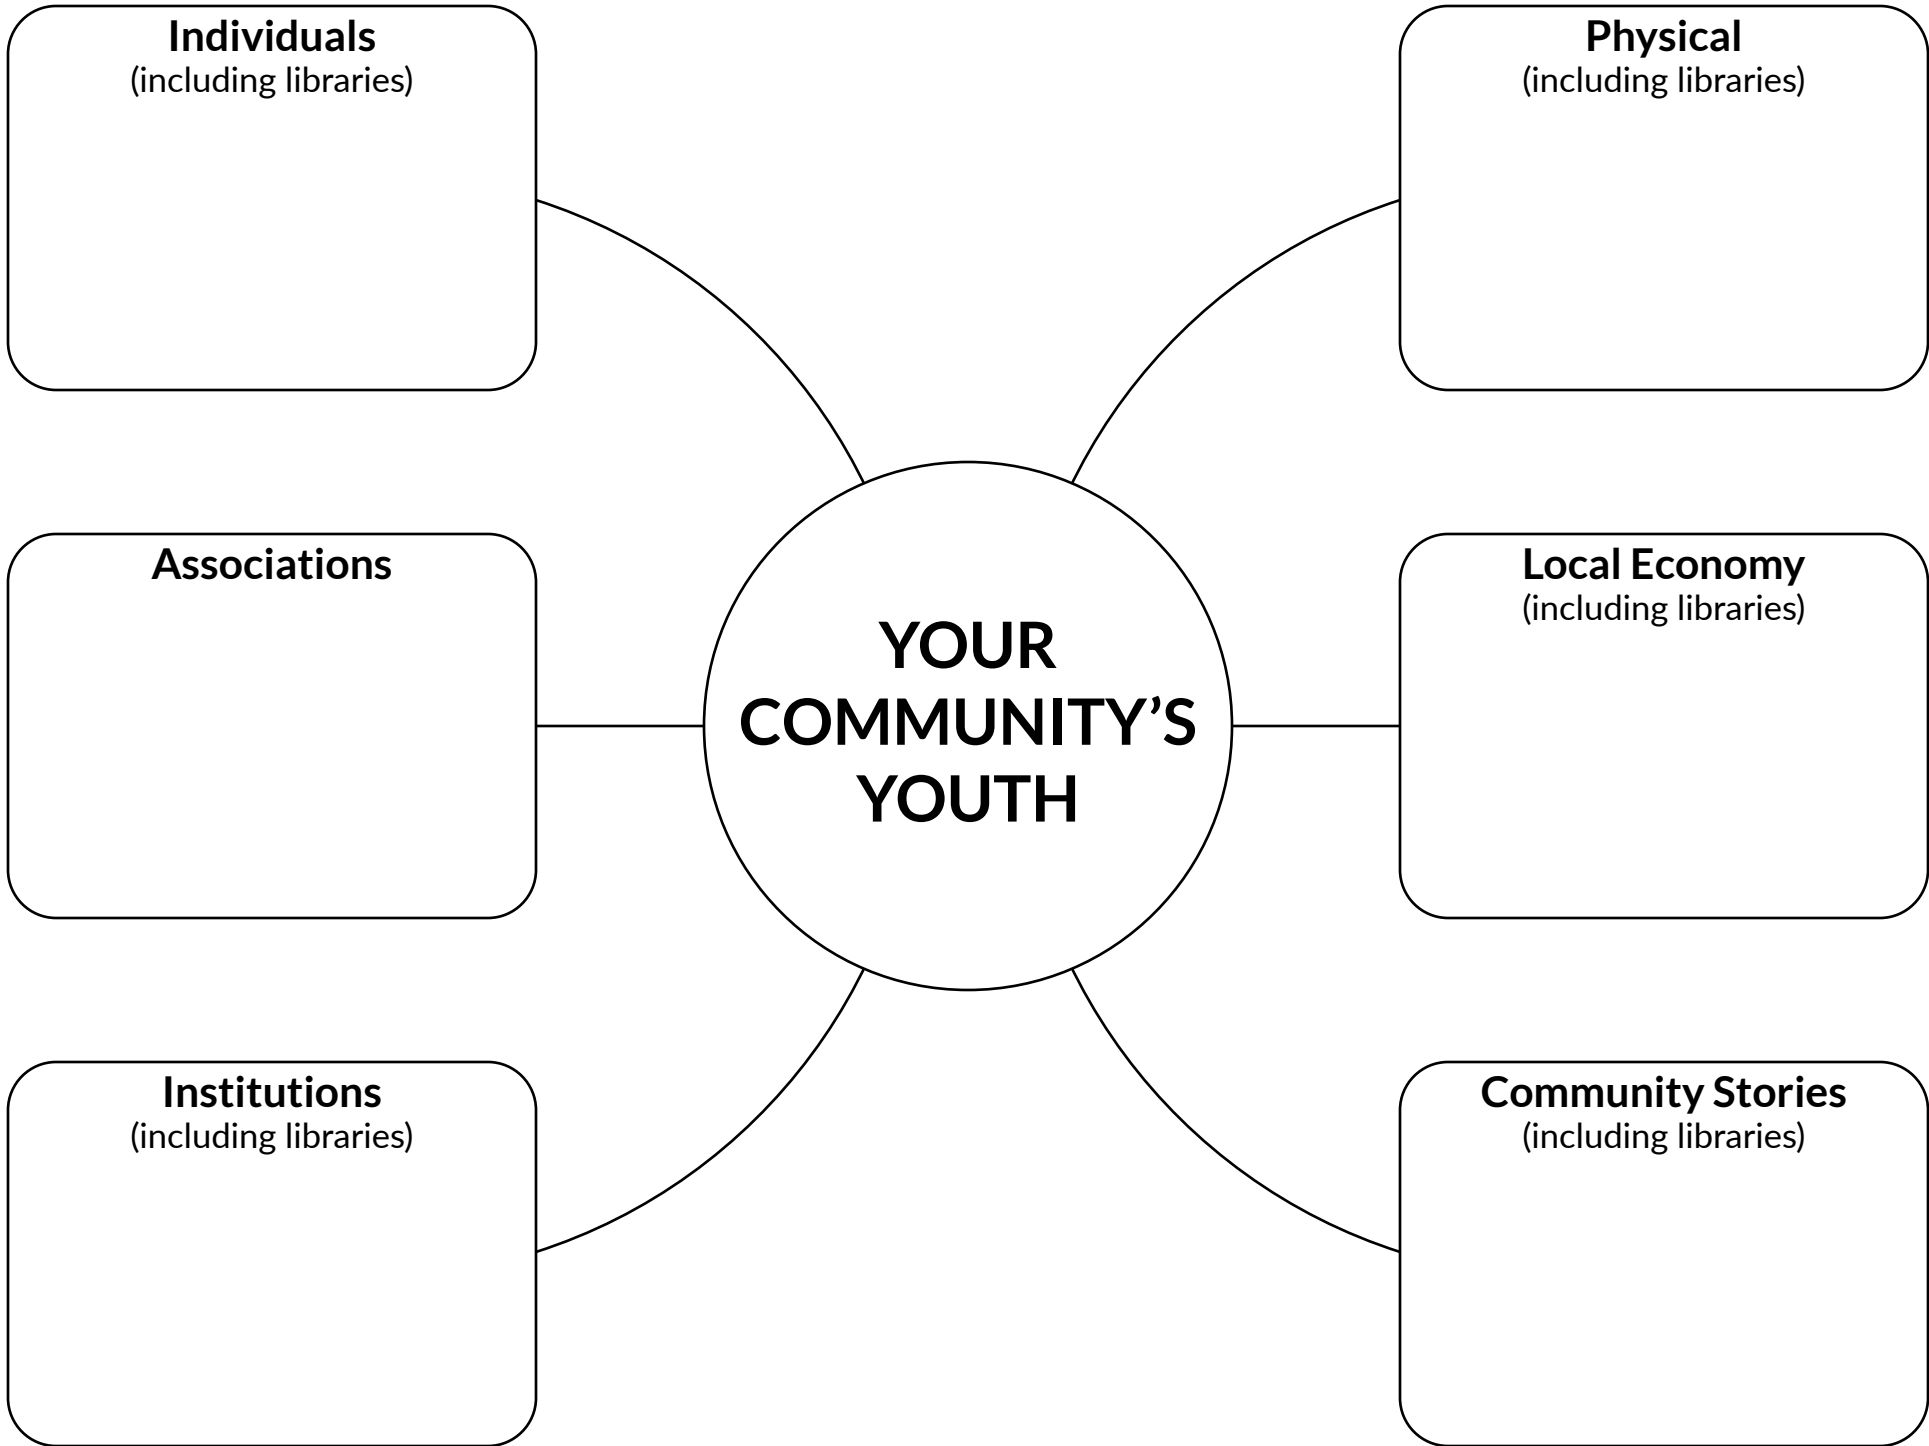 Individuals
(including libraries)
Physical
(including libraries)
Associations
Local Economy
(including libraries)
YOUR
COMMUNITY’S
YOUTH
Institutions
(including libraries)
Community Stories
(including libraries)